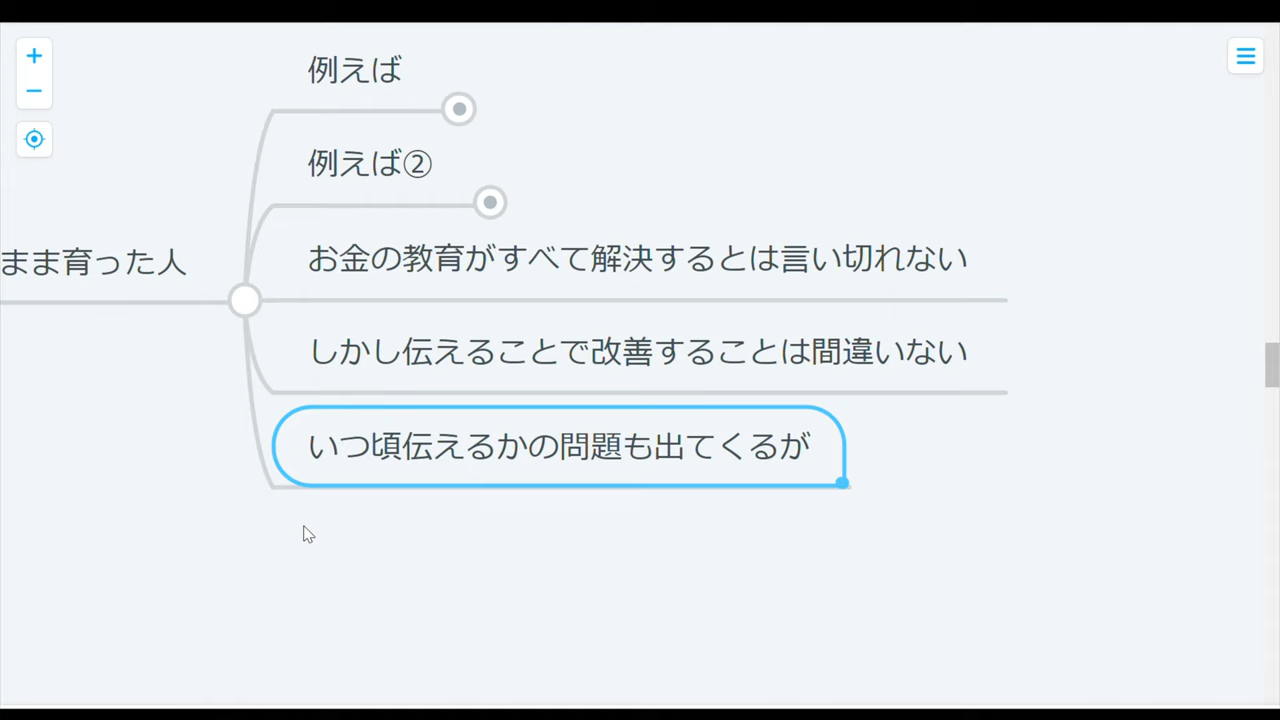 例えば
例えば②
まま育った人
お金の教育がすべて解決するとは言い切れない
しかし伝えることで改善することは間違いない
いつ頃伝えるかの問題も出てくるが